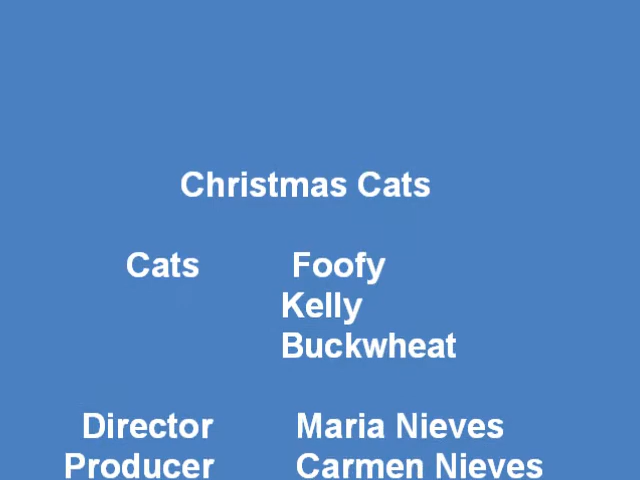 Christmas Cats
Cats Foofy
Kelly
Buckwheat
Director Maria Nieves
Producer Carmen Nieves